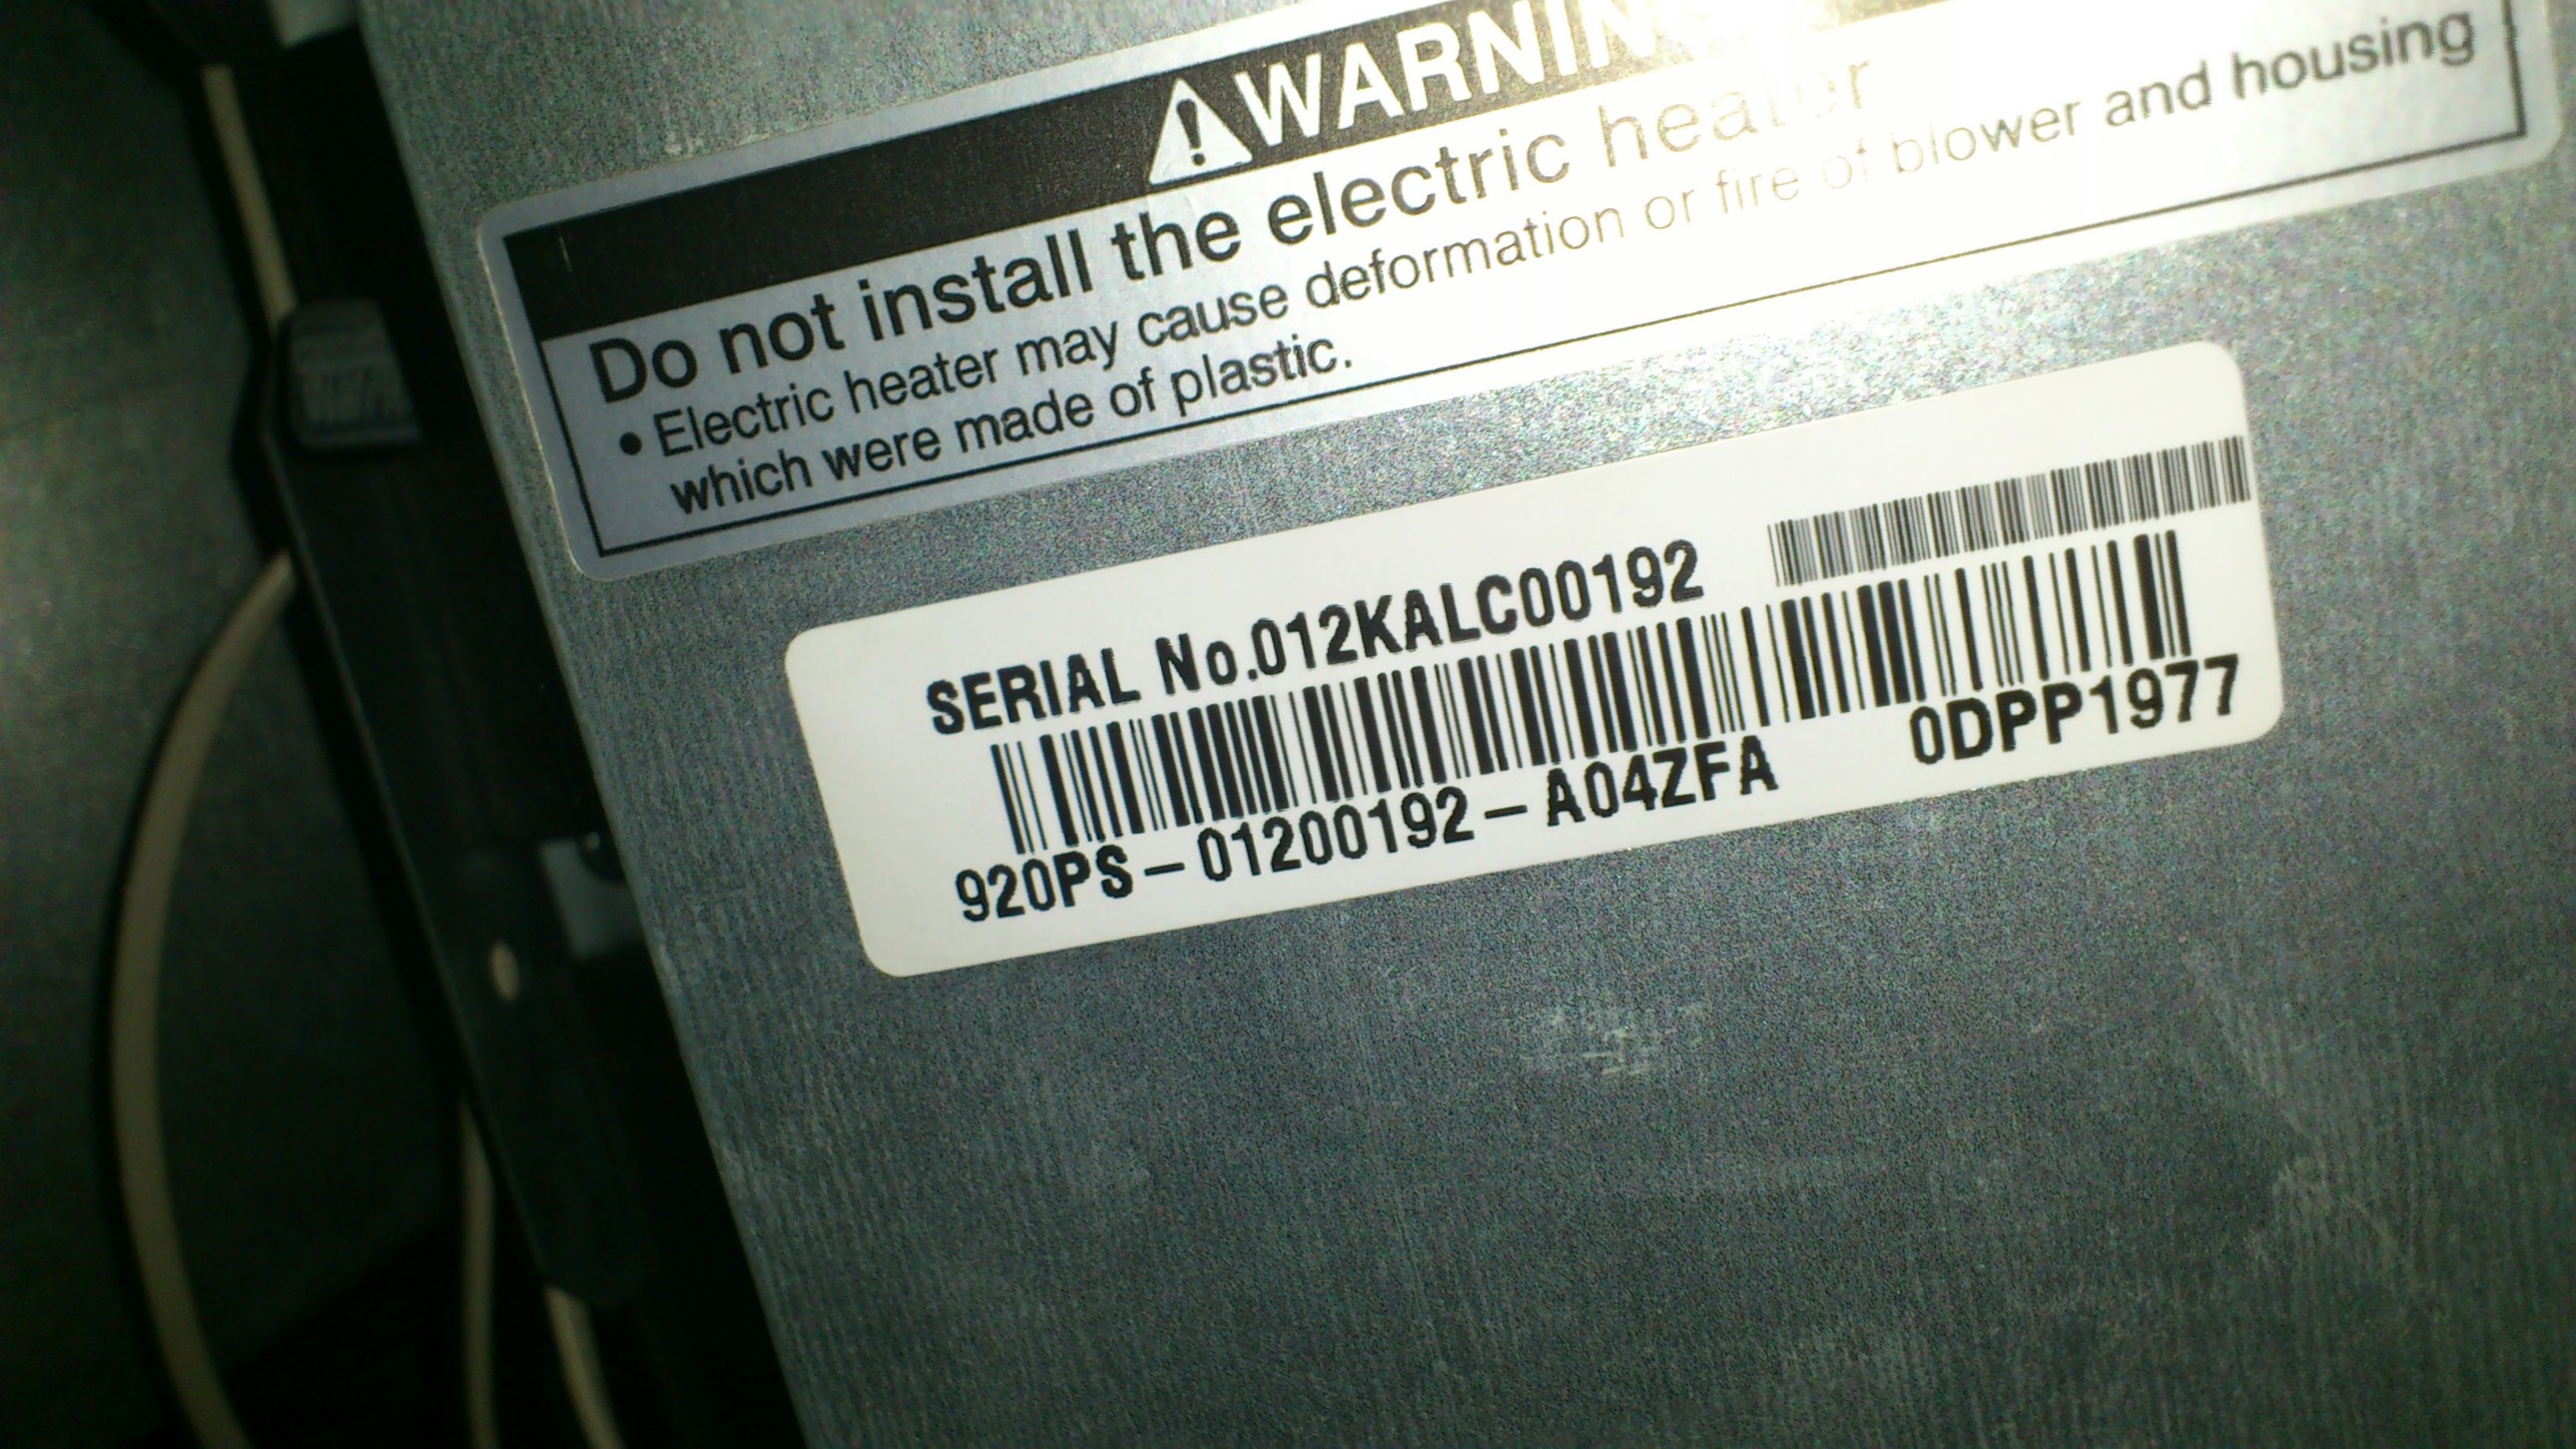 WARNING
Do not install the electric heater
• Electric heater may cause deformation or fire of blower and housing
which were made of plastic.
SERIAL No.012KALC00192
920PS-01200192-A04ZFA 0DPP1977